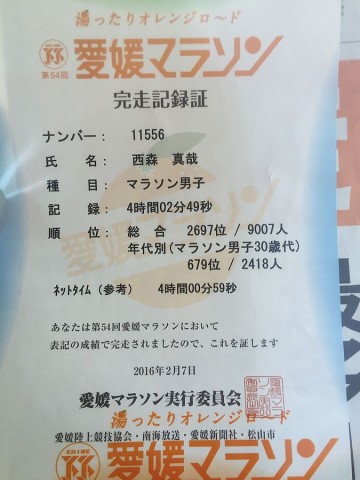 湯ったりオレンジロ～ド
第54回
愛媛マラソン
完走記録証
ナンバー： 11556
氏　　名： 西森　真哉
種　　目： マラソン男子
記　　録： 4時間02分49秒
順　　位： 総　合　2697位 / 9007人
年代別(マラソン男子30歳代)
679位 / 2418人
愛媛マラソン
ﾈｯﾄﾀｲﾑ（参考） 4時間00分59秒
あなたは第54回愛媛マラソンにおいて
表記の成績で完走されましたので、これを証します
2016年2月7日
愛媛マラソン実行委員会
湯ったりオレンジロード
愛媛陸上競技協会・南海放送・愛媛新聞社・松山市
愛媛マラソン